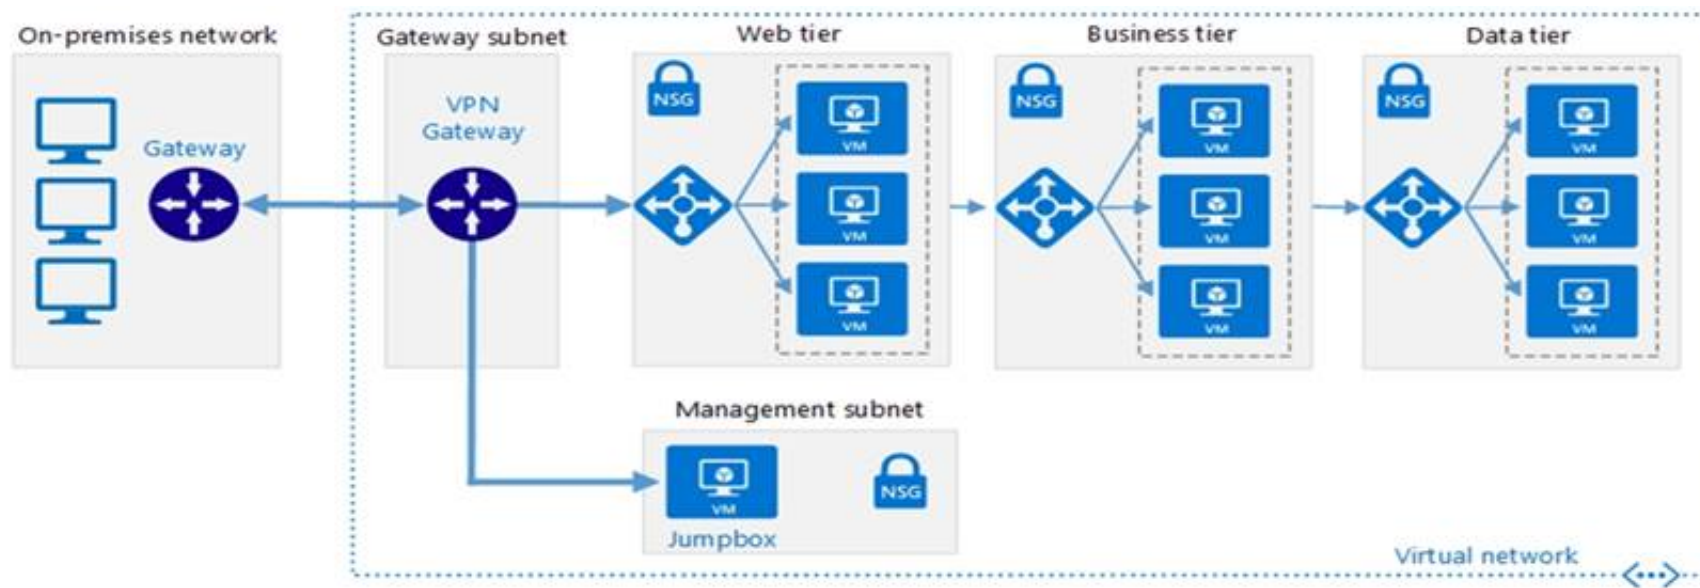 On-premises network
Gateway subnet
Web tier
Business tier
Data tier
Gateway
VPN
Gateway
NSG
VM
VM
VM
NSG
VM
VM
VM
NSG
VM
VM
VM
Management subnet
VM
Jumpbox
NSG
Virtual network